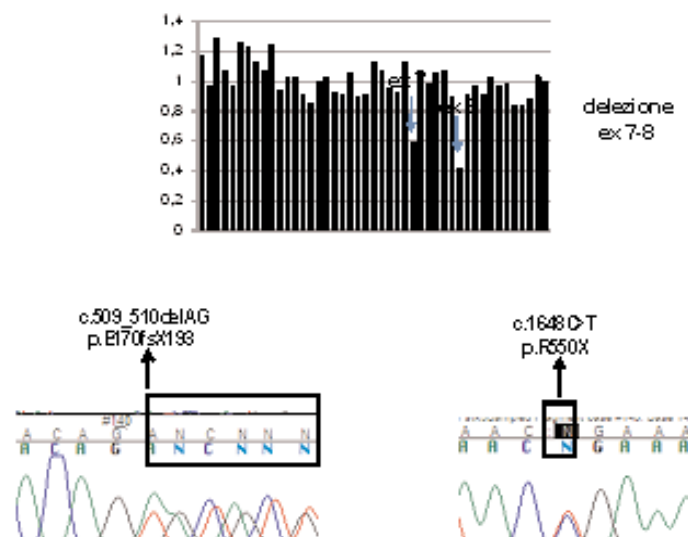 1,4
1,2
1
0,8
0,6
0,4
0,2
0
delezione
ex 7-8
c.509_510delAG
p.E170fsX193
c.1648C>T
p.R550X
A C A G A N C N N N
A C A G A N C N N N
A A C N G A A A
A A C N G A A A